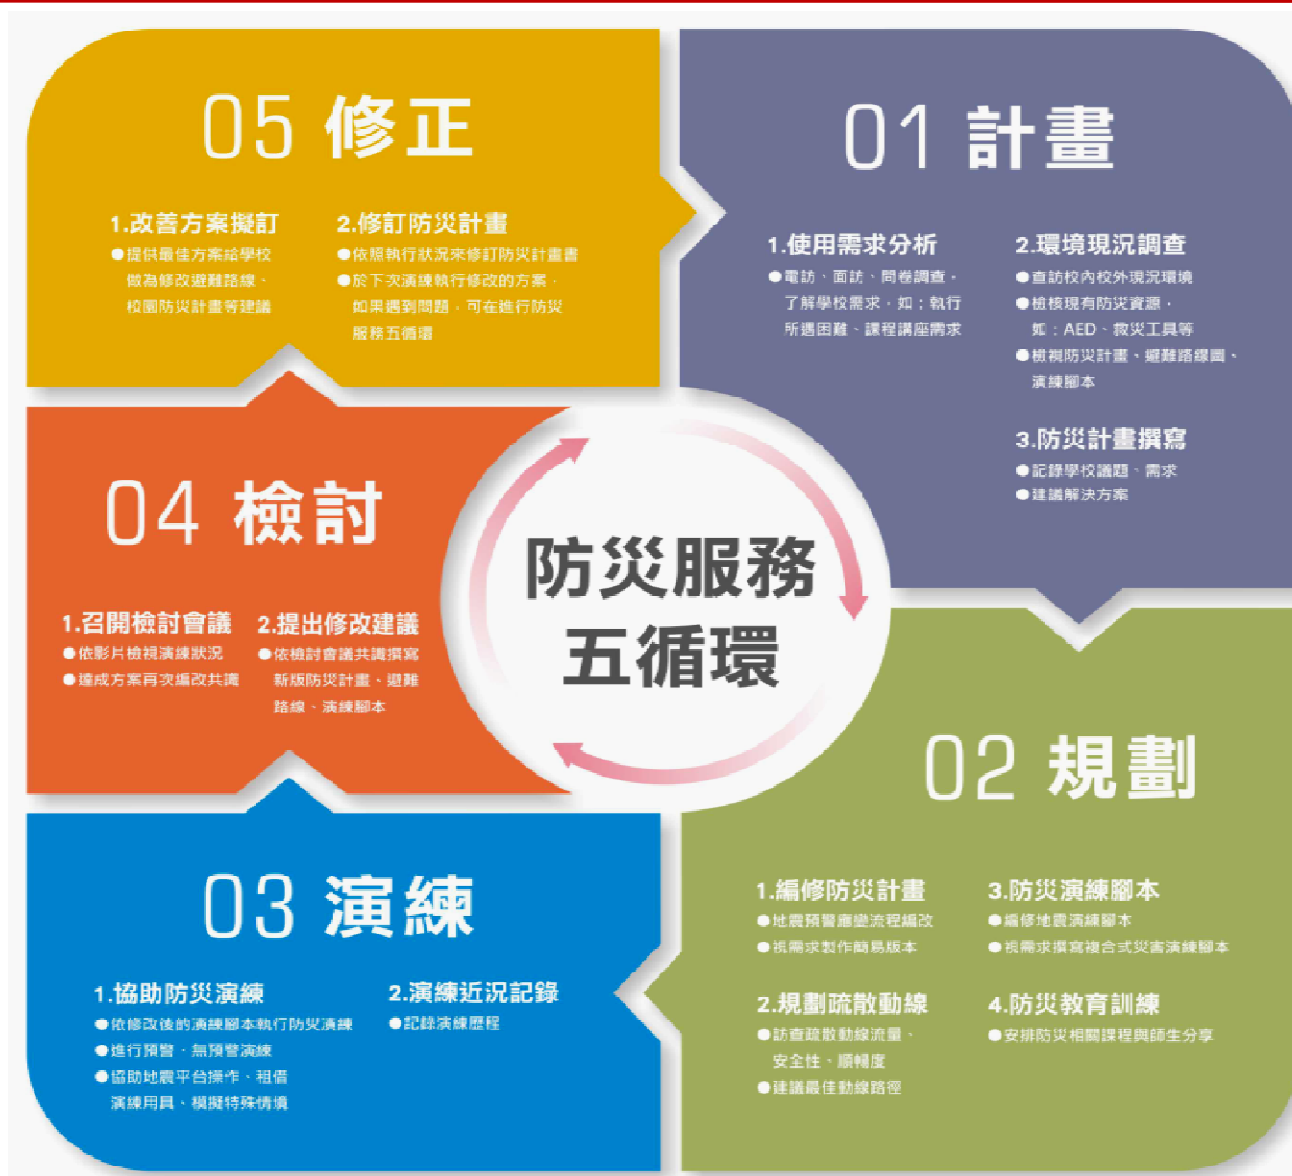 05 修正
1.改善方案擬訂
●提供最佳方案給學校
做為修改避難路線、
校園防災計畫等建議
2.修訂防災計畫
●依照執行狀況來修訂防災計畫書
●於下次演練執行修改的方案，
如果遇到問題，可在進行防災
服務五循環
01 計畫
1.使用需求分析
●電訪、面訪、問卷調查，
了解學校需求，如：執行
所遇困難、課程講座需求
2.環境現況調查
●查訪校內校外現況環境
●檢核現有防災資源，
如：AED、救災工具等
●檢視防災計畫、避難路線圖、
演練腳本
3.防災計畫撰寫
●記錄學校議題、需求
●建議解決方案
04 檢討
1.召開檢討會議
●依影片檢視演練狀況
●達成方案再次編改共識
2.提出修改建議
●依檢討會議共識撰寫
新版防災計畫、避難
路線、演練腳本
防災服務
五循環
02 規劃
1.編修防災計畫
●地震預警應變流程編改
●視需求製作簡易版本
2.規劃疏散動線
●訪查疏散動線流量、
安全性、順暢度
●建議最佳動線路徑
3.防災演練腳本
●編修地震演練腳本
●視需求撰寫複合式災害演練腳本
4.防災教育訓練
●安排防災相關課程與師生分享
03 演練
1.協助防災演練
●依修改後的演練腳本執行防災演練
●進行預警、無預警演練
●協助地震平台操作、租借
演練用具、模擬特殊情境
2.演練近況記錄
●記錄演練歷程